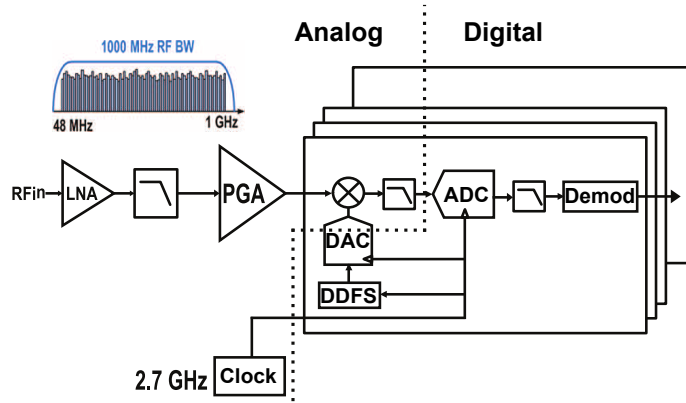 Analog
Digital
1000 MHz RF BW
48 MHz
1 GHz
RFin
LNA
PGA
ADC
Demod
DAC
DDFS
2.7 GHz
Clock